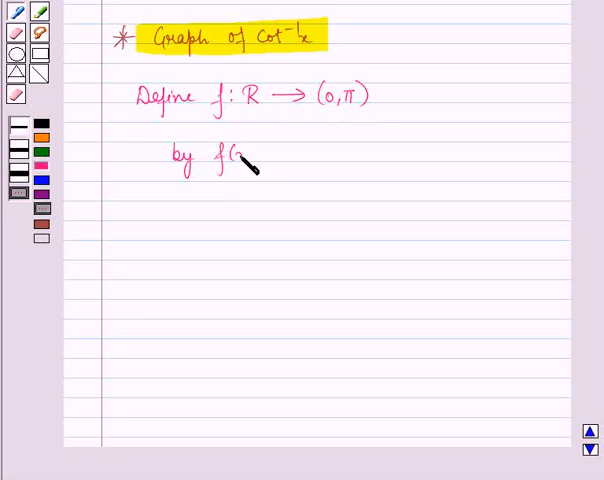 * Graph of Cot⁻¹x
Define f: R → (0, π)
by f(